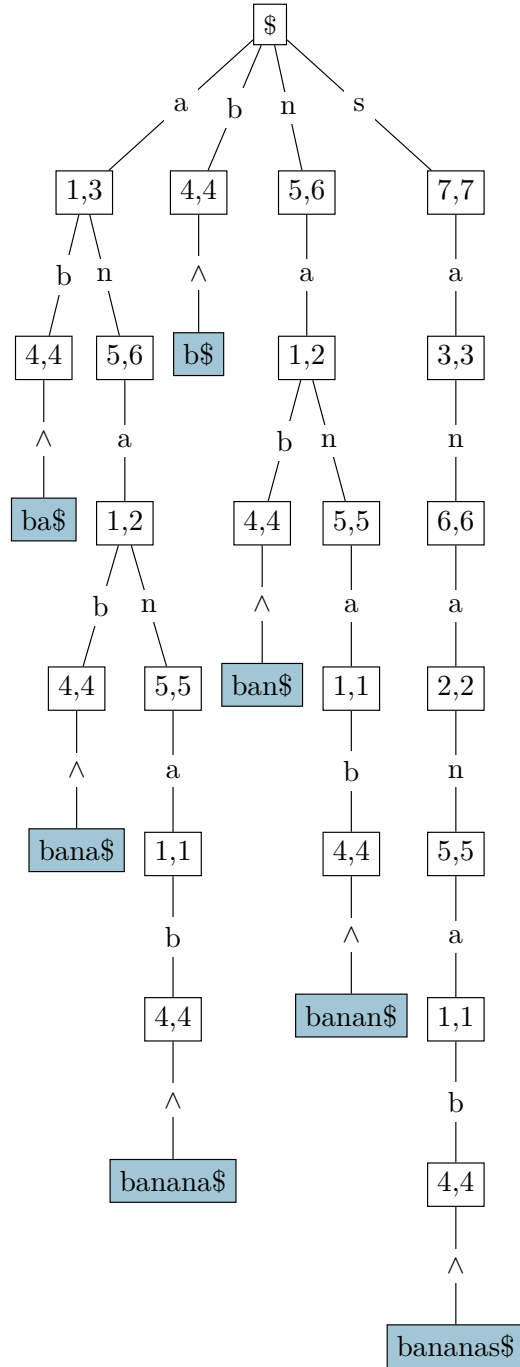 $
a b n s
1,3 4,4 5,6 7,7
b n ^ a a
4,4 5,6 b$ 1,2 3,3
^ a b n n
ba$ 1,2 4,4 5,5 6,6
b n ^ a a
4,4 5,5 ban$ 1,1 2,2
^ a b n
bana$ 1,1 4,4 5,5
b ^ a
4,4 banan$ 1,1
^ b
banana$ 4,4
^
bananas$